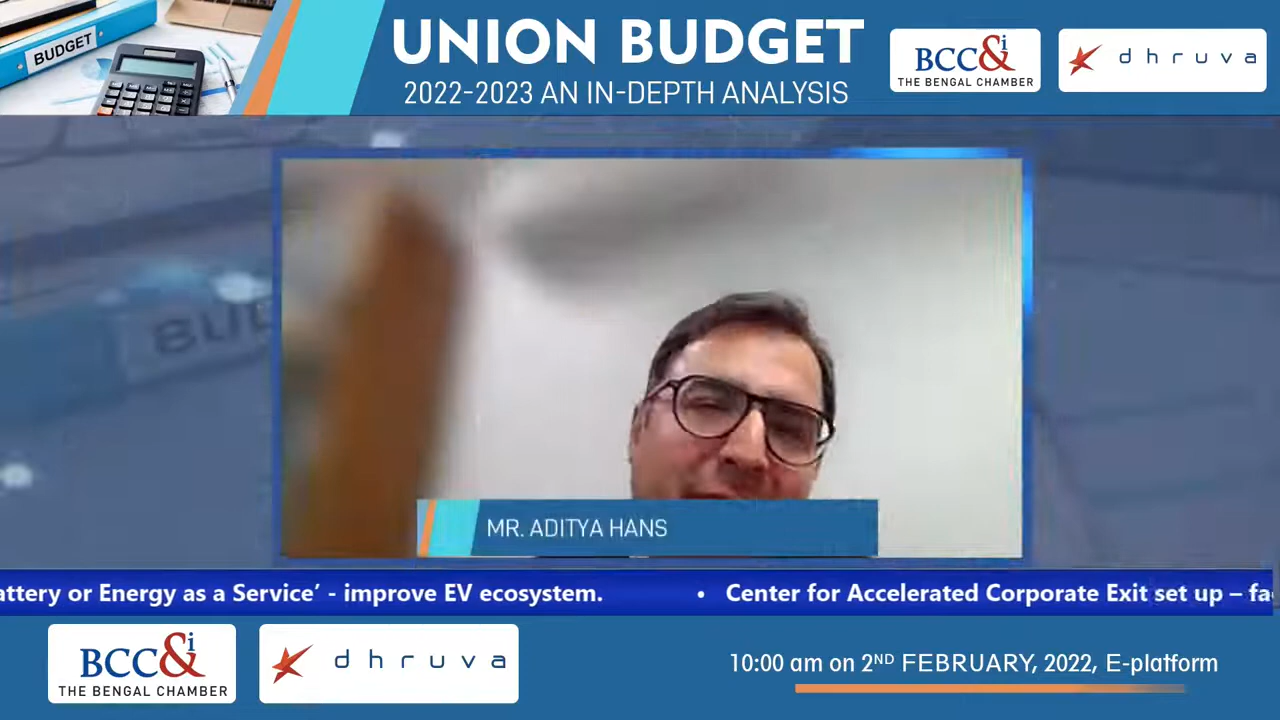 BUDGET
UNION BUDGET
2022-2023 AN IN-DEPTH ANALYSIS
BCC&i
THE BENGAL CHAMBER
dhruva
BUD
MR. ADITYA HANS
attery or Energy as a Service’ - improve EV ecosystem. • Center for Accelerated Corporate Exit set up – fa
BCC&i
THE BENGAL CHAMBER
dhruva
10:00 am on 2ND FEBRUARY, 2022, E-platform